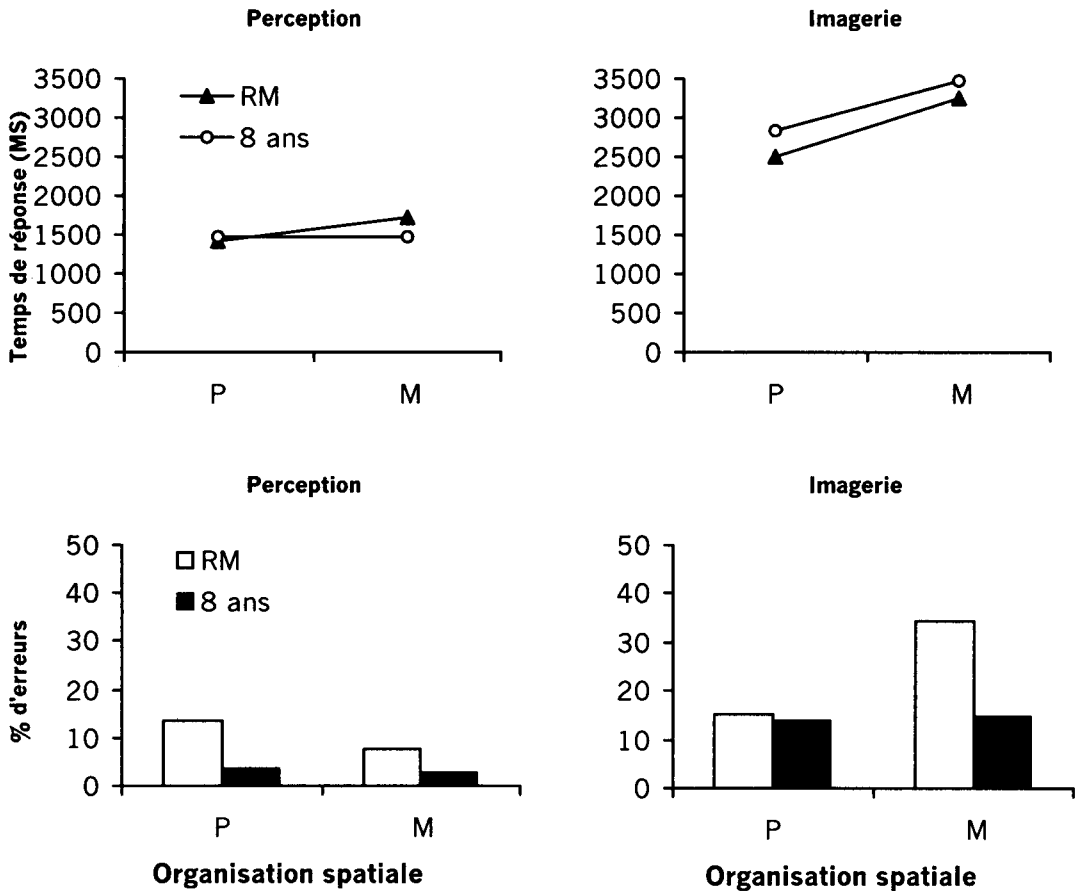 Perception
Temps de réponse (MS)
3500
3000
2500
2000
1500
1000
500
0
RM
8 ans
P M
Imagerie
3500
3000
2500
2000
1500
1000
500
0
P M
Perception
% d'erreurs
50
40
30
20
10
0
RM
8 ans
P M
Organisation spatiale
Imagerie
50
40
30
20
10
0
P M
Organisation spatiale